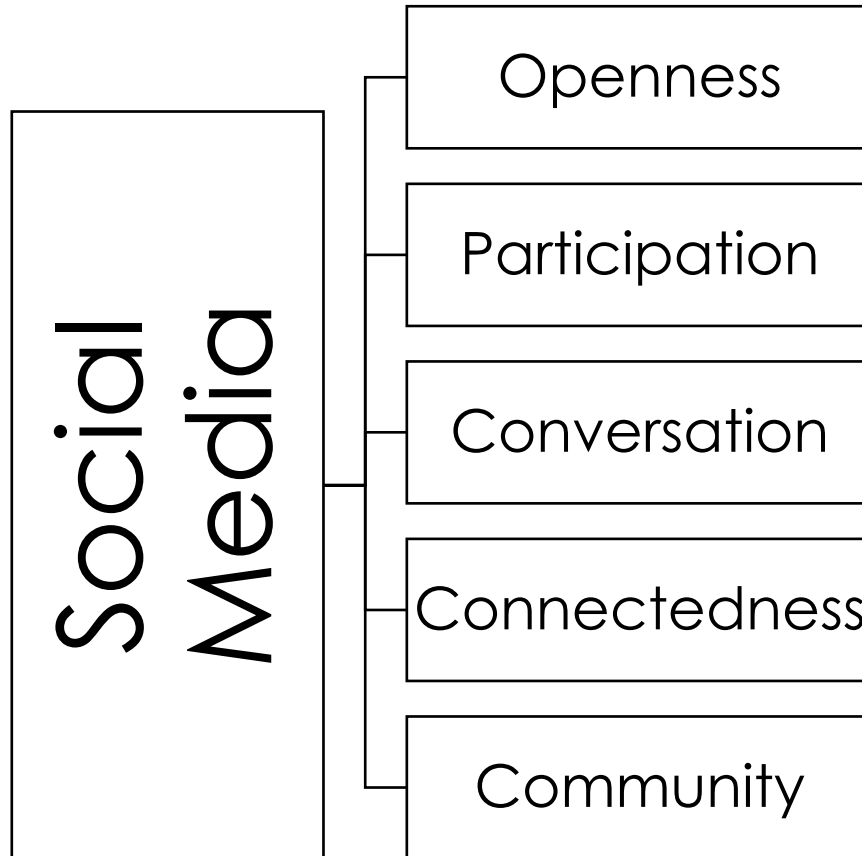 Social
Media
Openness
Participation
Conversation
Connectedness
Community